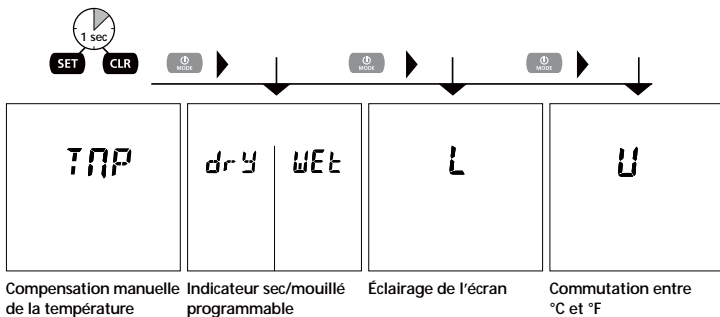 1 sec
SET CLR MODE MODE MODE
TMP dry WEt L U
Compensation manuelle de la température
Indicateur sec/mouillé programmable
Éclairage de l'écran
Commutation entre °C et °F